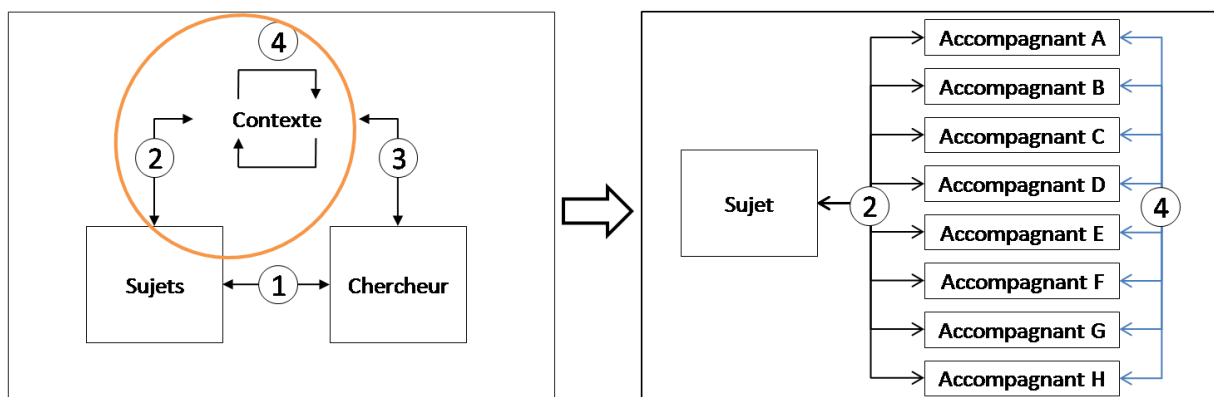 4
Contexte
2
3
Sujets
1
Chercheur
Accompagnant A
Accompagnant B
Accompagnant C
Accompagnant D
Sujet
2
4
Accompagnant E
Accompagnant F
Accompagnant G
Accompagnant H